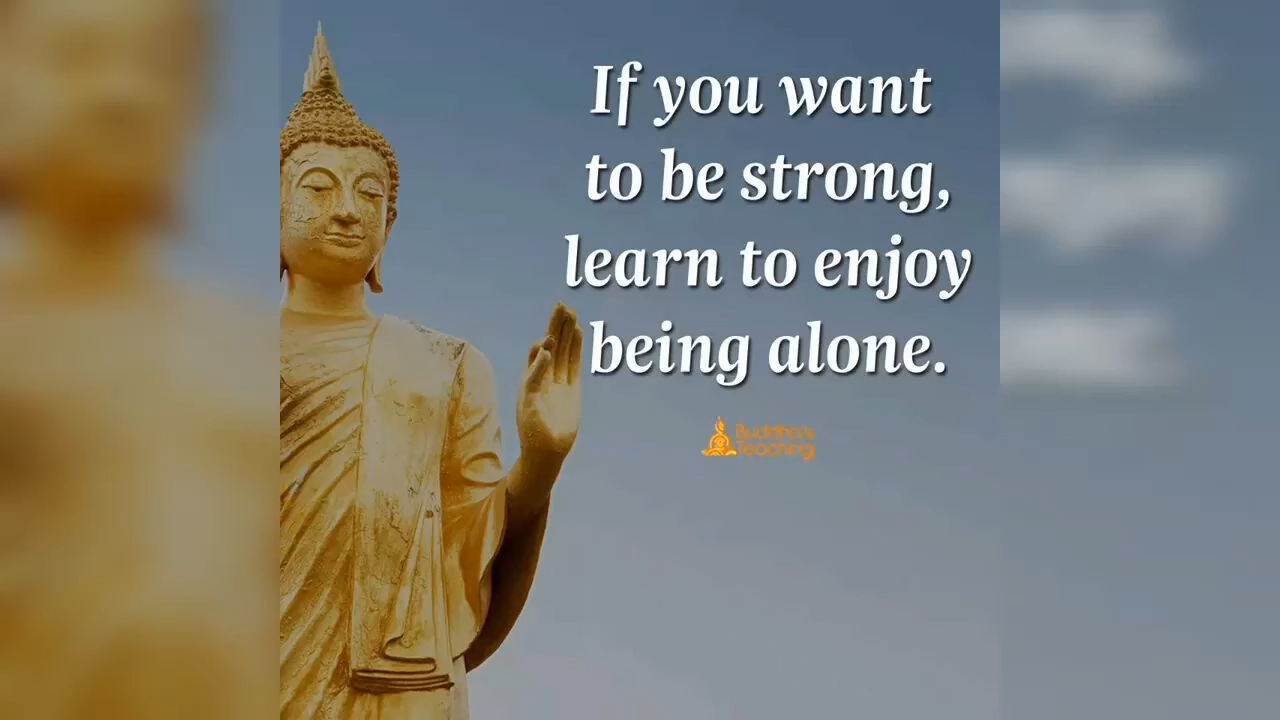 If you want
to be strong,
learn to enjoy
being alone.
Buddha's
Teaching